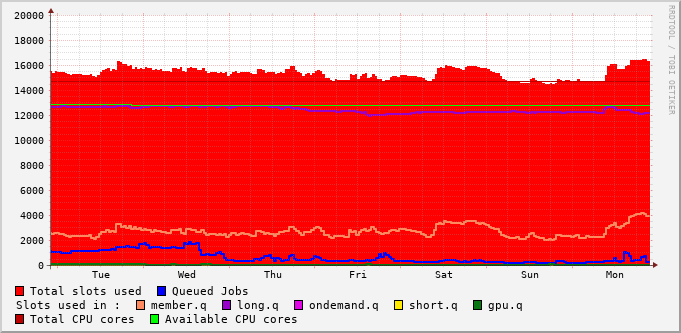 20000
18000
16000
14000
12000
10000
8000
6000
4000
2000
0
Tue Wed Thu Fri Sat Sun Mon
RRDTOOL / TOBI OETIKER
Total slots used Queued Jobs
Slots used in : member.q long.q ondemand.q short.q gpu.q
Total CPU cores Available CPU cores